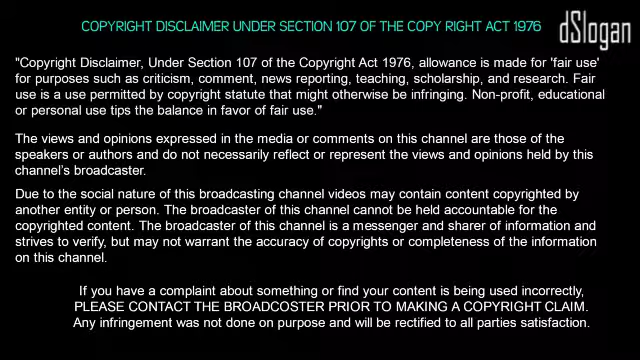 COPYRIGHT DISCLAIMER UNDER SECTION 107 OF THE COPY RIGHT ACT 1976
dSlogan
"Copyright Disclaimer, Under Section 107 of the Copyright Act 1976, allowance is made for 'fair use'
for purposes such as criticism, comment, news reporting, teaching, scholarship, and research. Fair
use is a use permitted by copyright statute that might otherwise be infringing. Non-profit, educational
or personal use tips the balance in favor of fair use."
The views and opinions expressed in the media or comments on this channel are those of the
speakers or authors and do not necessarily reflect or represent the views and opinions held by this
channel's broadcaster.
Due to the social nature of this broadcasting channel videos may contain content copyrighted by
another entity or person. The broadcaster of this channel cannot be held accountable for the
copyrighted content. The broadcaster of this channel is a messenger and sharer of information and
strives to verify, but may not warrant the accuracy of copyrights or completeness of the information
on this channel.
If you have a complaint about something or find your content is being used incorrectly,
PLEASE CONTACT THE BROADCOSTER PRIOR TO MAKING A COPYRIGHT CLAIM.
Any infringement was not done on purpose and will be rectified to all parties satisfaction.